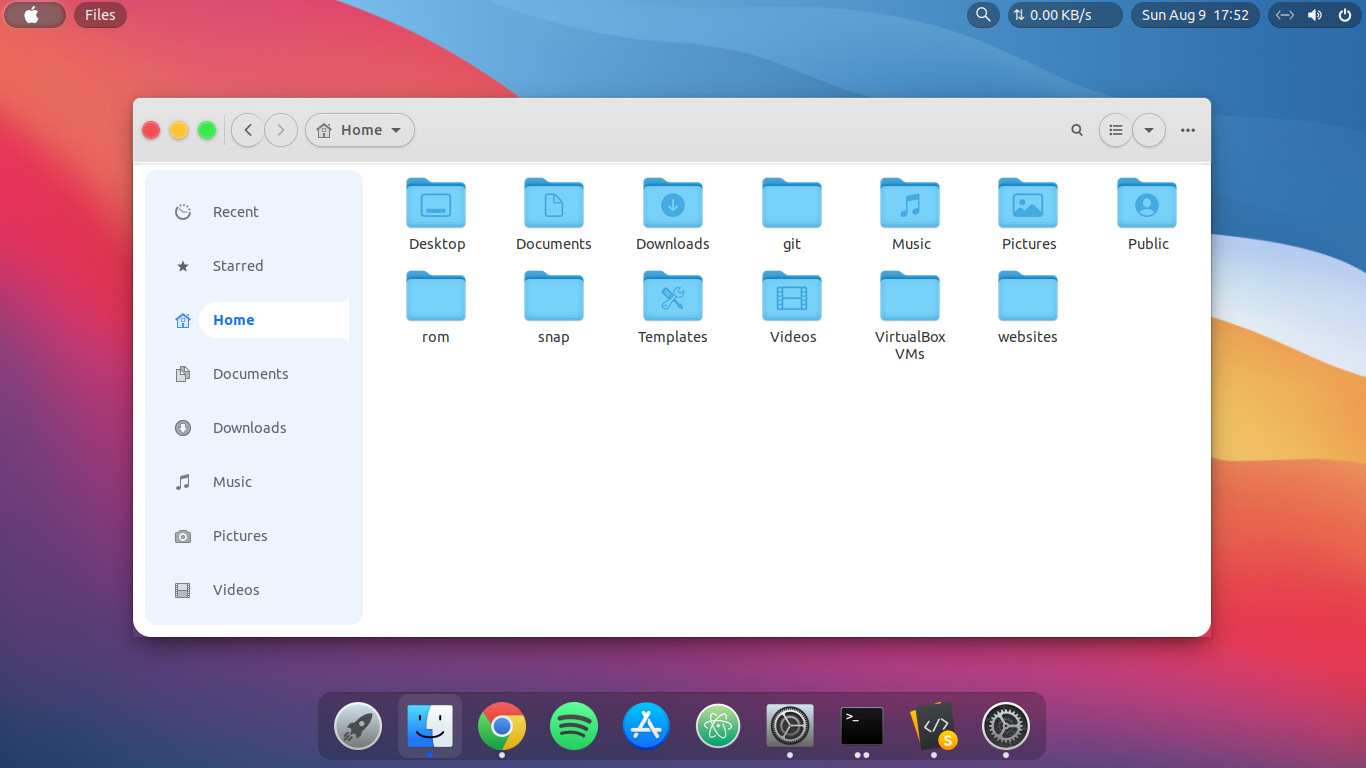 Files
0.00 KB/s
Sun Aug 9 17:52
Home
Recent
Starred
Home
Documents
Downloads
Music
Pictures
Videos
Desktop
Documents
Downloads
git
Music
Pictures
Public
rom
snap
Templates
Videos
VirtualBox
VMs
websites
>_
</>
S